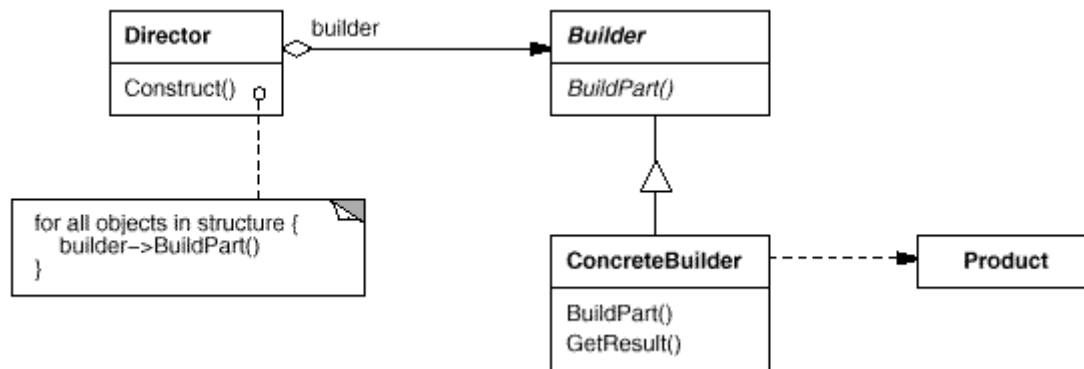 Director
builder
Builder
Construct()
BuildPart()
for all objects in structure {
builder−>BuildPart()
}
ConcreteBuilder
Product
BuildPart()
GetResult()